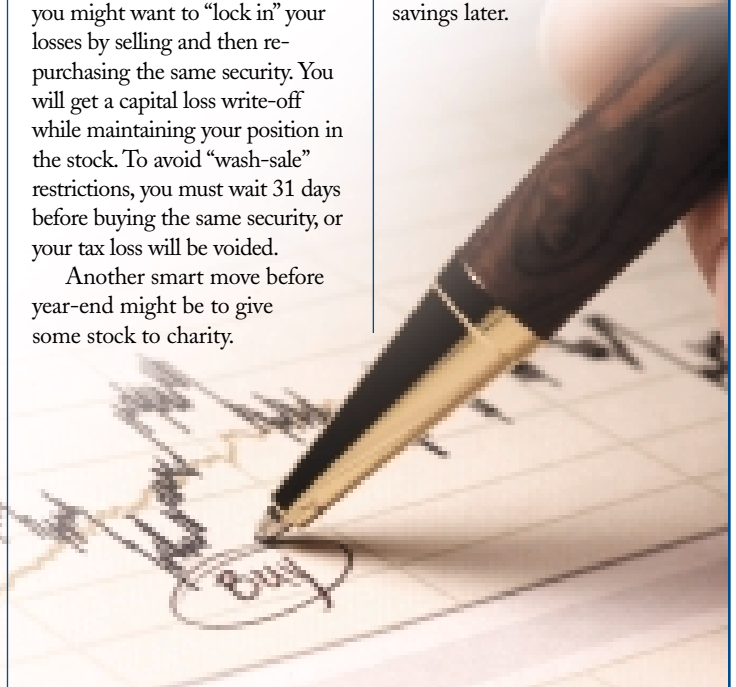 you might want to “lock in” your
losses by selling and then re-
purchasing the same security. You
will get a capital loss write-off
while maintaining your position in
the stock. To avoid “wash-sale”
restrictions, you must wait 31 days
before buying the same security, or
your tax loss will be voided.
Another smart move before
year-end might be to give
some stock to charity.
savings later.
Buy